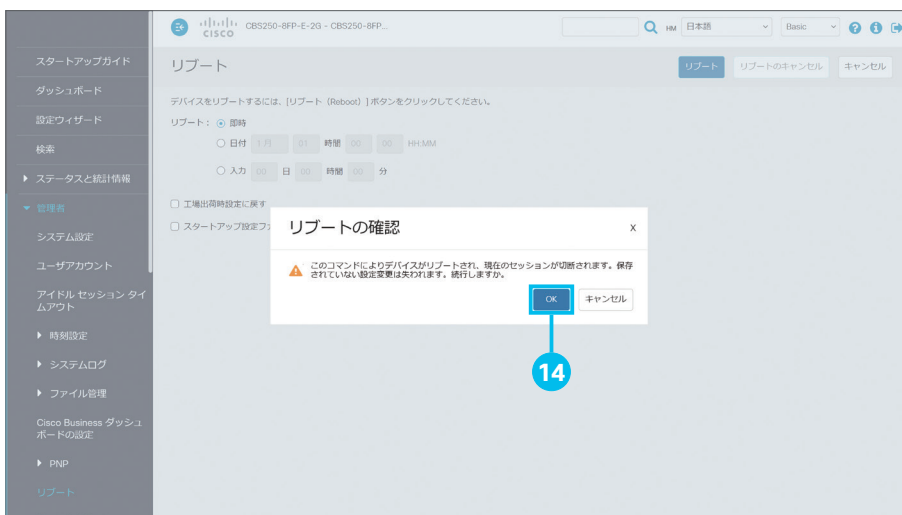 CISCO
CBS250-8FP-E-2G - CBS250-8FP...
HM
日本語
Basic
スタートアップガイド
ダッシュボード
設定ウィザード
検索
ステータスと統計情報
管理者
システム設定
ユーザアカウント
アイドル セッション タイ
ムアウト
時刻設定
システムログ
ファイル管理
Cisco Business ダッシュ
ボードの設定
PNP
リブート
リブート
リブート
リブートのキャンセル
キャンセル
デバイスをリブートするには、[リブート（Reboot）]ボタンをクリックしてください。
リブート： 即時
日付 1月 01 時間 00 00 HH:MM
入力 00 日 00 時間 00 分
工場出荷時設定に戻す
スタートアップ設定フ
リブートの確認 x
このコマンドによりデバイスがリブートされ、現在のセッションが切断されます。保存
されていない設定変更は失われます。続行しますか。
OK キャンセル
14